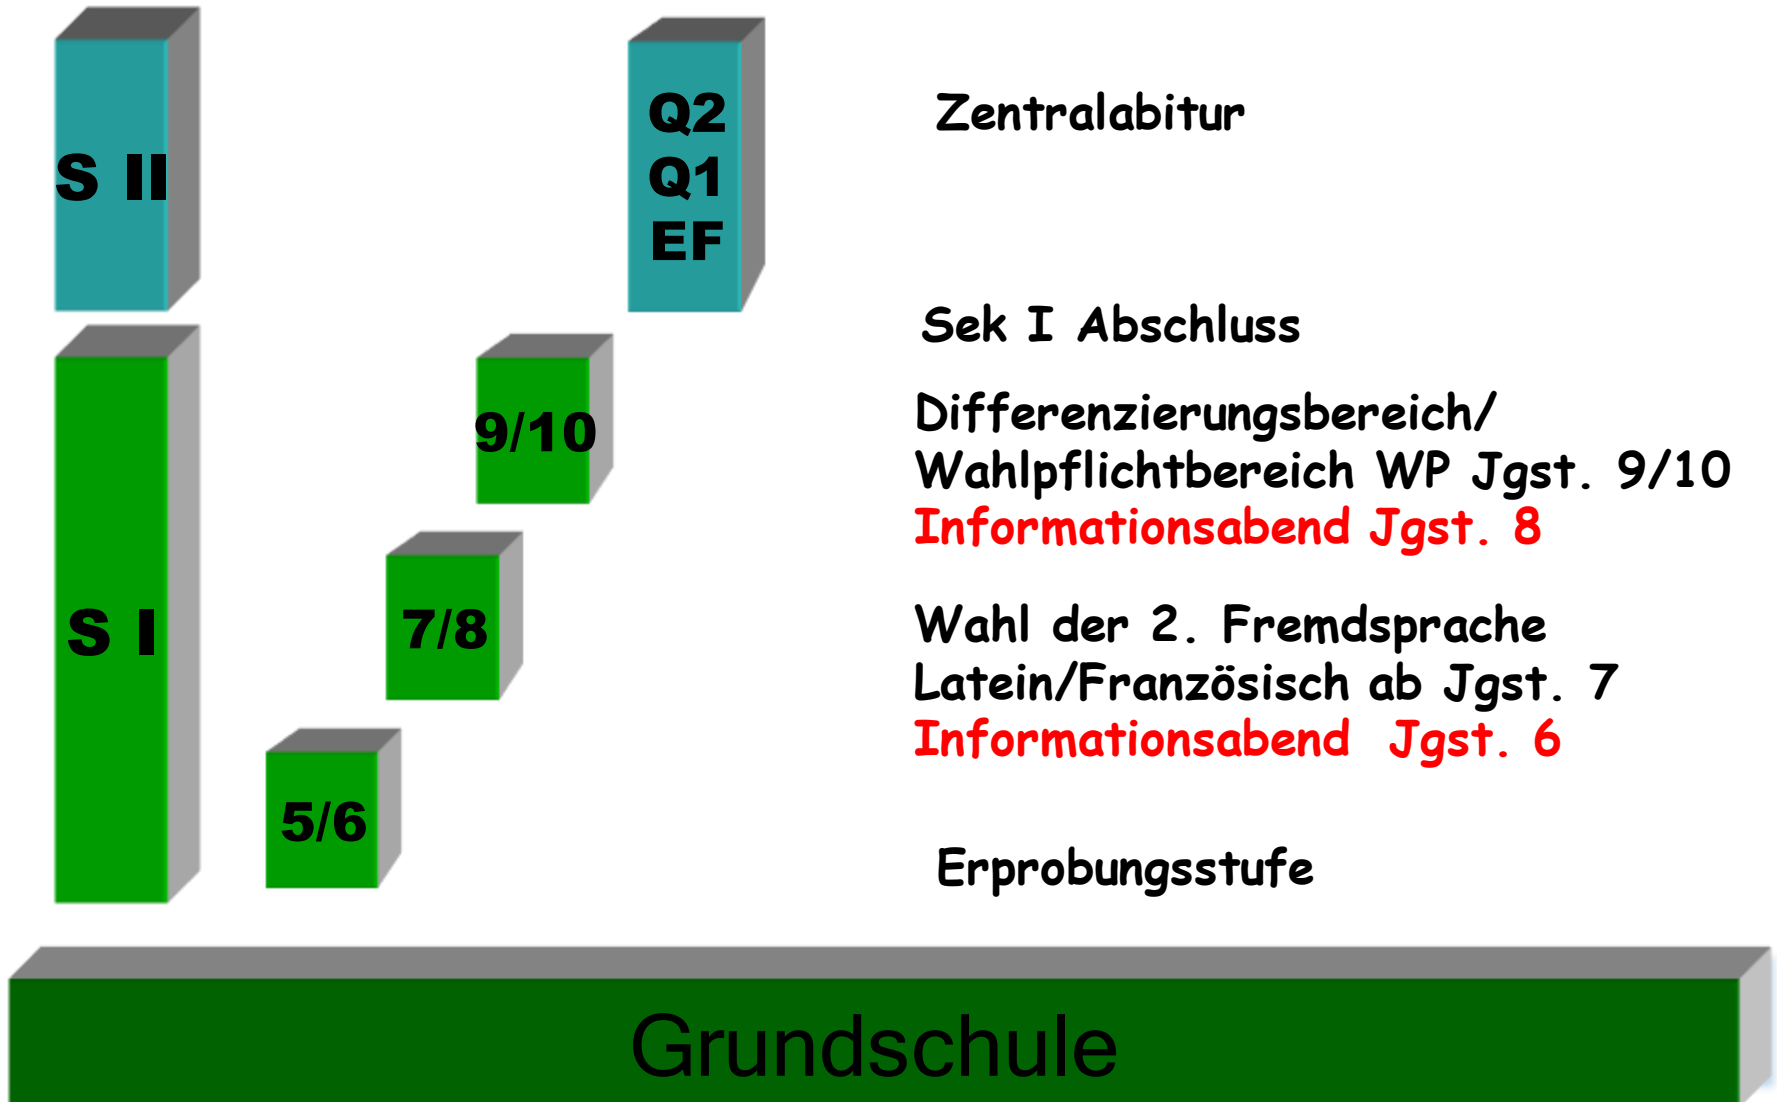 S II
Q2
Q1
EF
Zentralabitur
Sek I Abschluss
9/10
Differenzierungsbereich/
Wahlpflichtbereich WP Jgst. 9/10
Informationsabend Jgst. 8
S I
7/8
Wahl der 2. Fremdsprache
Latein/Französisch ab Jgst. 7
Informationsabend Jgst. 6
5/6
Erprobungsstufe
Grundschule